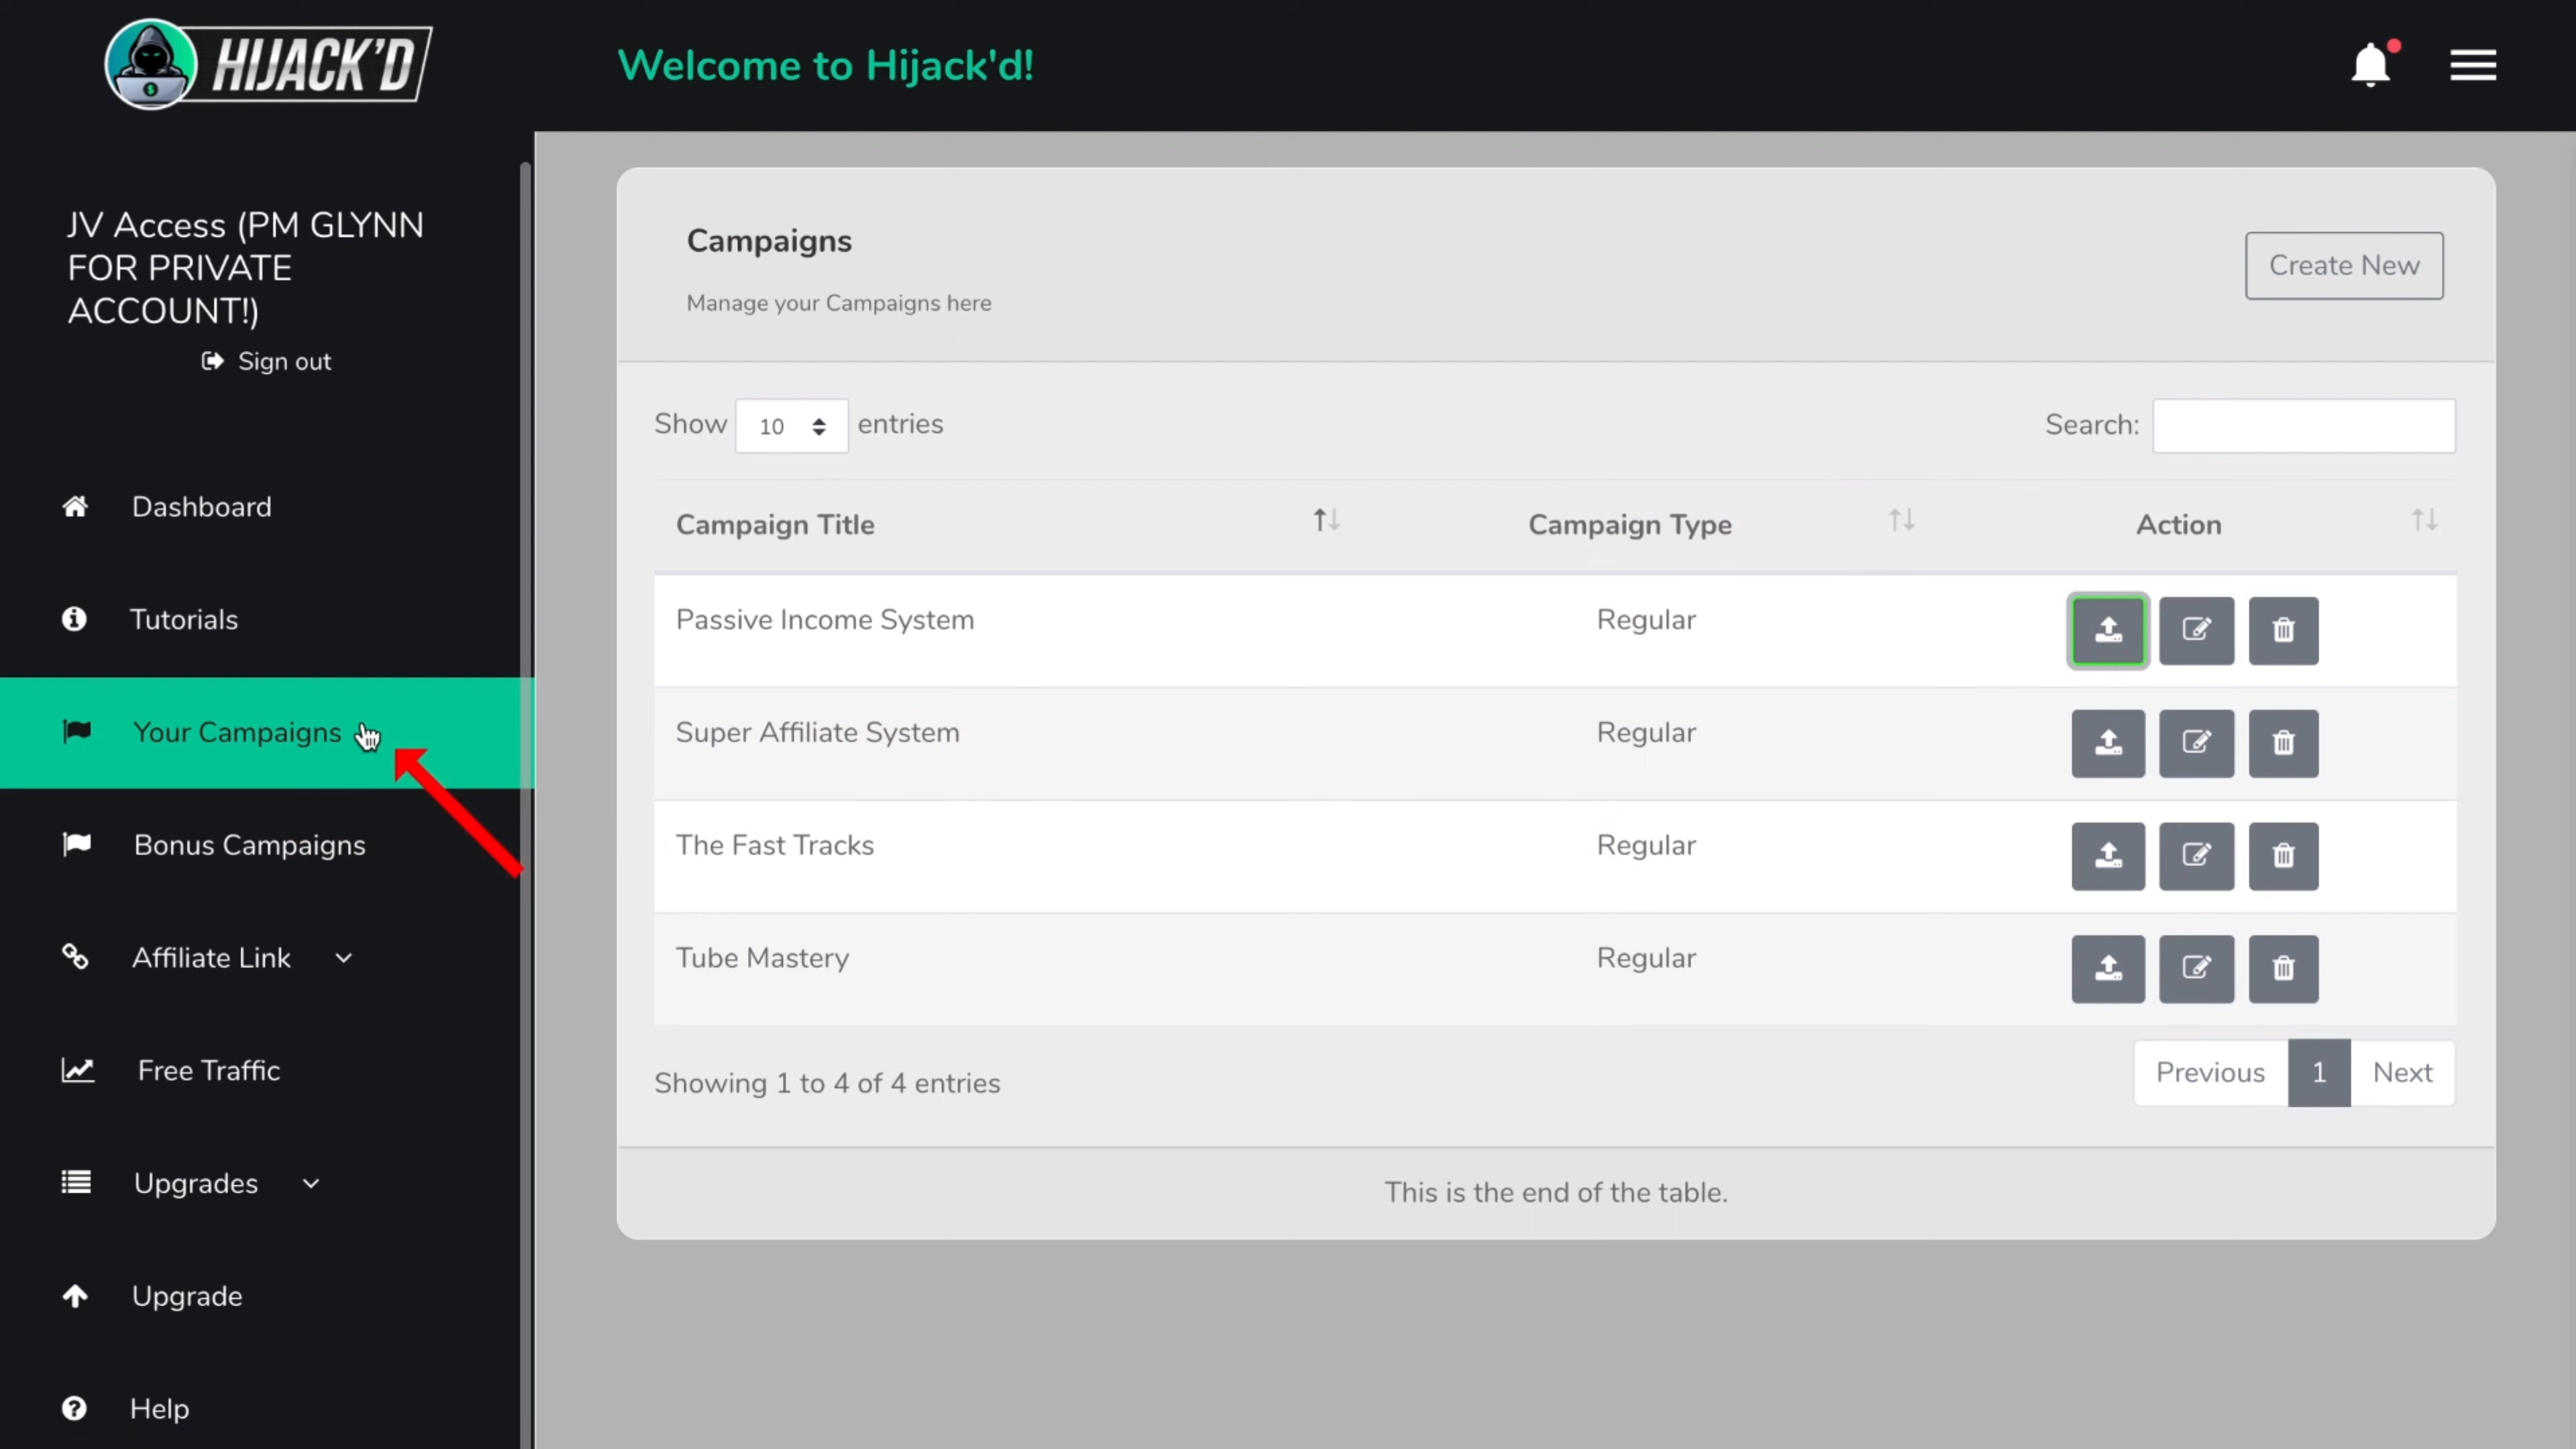 HIJACK'D
Welcome to Hijack'd!
JV Access (PM GLYNN
FOR PRIVATE
ACCOUNT!)
Sign out
Dashboard
Tutorials
Your Campaigns
Bonus Campaigns
Affiliate Link
Free Traffic
Upgrades
Upgrade
Help
Campaigns
Manage your Campaigns here
Create New
Show 10 entries
Search:
Campaign Title Campaign Type Action
Passive Income System Regular
Super Affiliate System Regular
The Fast Tracks Regular
Tube Mastery Regular
Showing 1 to 4 of 4 entries
Previous 1 Next
This is the end of the table.